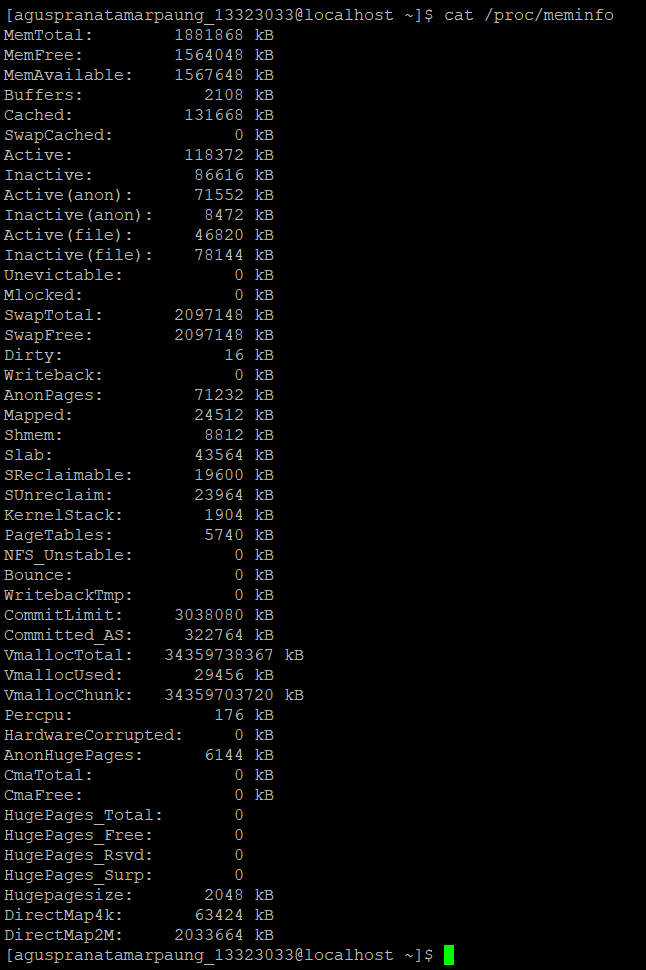 [aguspranatamarpaung_13323033@localhost ~]$ cat /proc/meminfo
MemTotal:        1881868 kB
MemFree:         1564048 kB
MemAvailable:    1567648 kB
Buffers:            2108 kB
Cached:           131668 kB
SwapCached:            0 kB
Active:           118372 kB
Inactive:          86616 kB
Active(anon):      71552 kB
Inactive(anon):     8472 kB
Active(file):      46820 kB
Inactive(file):    78144 kB
Unevictable:           0 kB
Mlocked:               0 kB
SwapTotal:       2097148 kB
SwapFree:        2097148 kB
Dirty:                16 kB
Writeback:             0 kB
AnonPages:         71232 kB
Mapped:            24512 kB
Shmem:              8812 kB
Slab:              43564 kB
SReclaimable:      19600 kB
SUnreclaim:        23964 kB
KernelStack:        1904 kB
PageTables:         5740 kB
NFS_Unstable:          0 kB
Bounce:                0 kB
WritebackTmp:          0 kB
CommitLimit:     3038080 kB
Committed_AS:     322764 kB
VmallocTotal:   34359738367 kB
VmallocUsed:       29456 kB
VmallocChunk:   34359703720 kB
Percpu:              176 kB
HardwareCorrupted:     0 kB
AnonHugePages:      6144 kB
CmaTotal:              0 kB
CmaFree:               0 kB
HugePages_Total:       0
HugePages_Free:        0
HugePages_Rsvd:        0
HugePages_Surp:        0
Hugepagesize:       2048 kB
DirectMap4k:       63424 kB
DirectMap2M:     2033664 kB
[aguspranatamarpaung_13323033@localhost ~]$